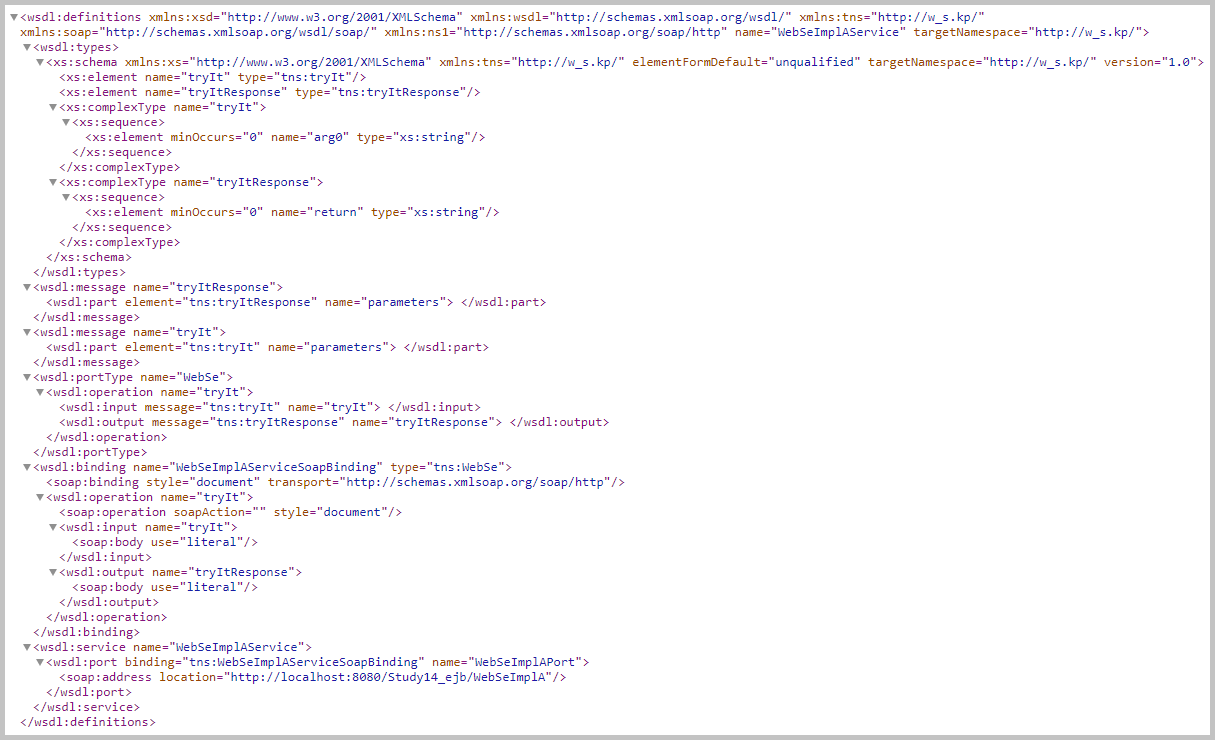 <wsdl:definitions xmlns:xsd="http://www.w3.org/2001/XMLSchema" xmlns:wsdl="http://schemas.xmlsoap.org/wsdl/" xmlns:tns="http://w_s.kp/"
xmlns:soap="http://schemas.xmlsoap.org/wsdl/soap/" xmlns:ns1="http://schemas.xmlsoap.org/soap/http" name="WebSeImplAService" targetNamespace="http://w_s.kp/">
<wsdl:types>
<xs:schema xmlns:xs="http://www.w3.org/2001/XMLSchema" xmlns:tns="http://w_s.kp/" elementFormDefault="unqualified" targetNamespace="http://w_s.kp/" version="1.0">
<xs:element name="tryIt" type="tns:tryIt"/>
<xs:element name="tryItResponse" type="tns:tryItResponse"/>
<xs:complexType name="tryIt">
<xs:sequence>
<xs:element minOccurs="0" name="arg0" type="xs:string"/>
</xs:sequence>
</xs:complexType>
<xs:complexType name="tryItResponse">
<xs:sequence>
<xs:element minOccurs="0" name="return" type="xs:string"/>
</xs:sequence>
</xs:complexType>
</xs:schema>
</wsdl:types>
<wsdl:message name="tryItResponse">
<wsdl:part element="tns:tryItResponse" name="parameters"> </wsdl:part>
</wsdl:message>
<wsdl:message name="tryIt">
<wsdl:part element="tns:tryIt" name="parameters"> </wsdl:part>
</wsdl:message>
<wsdl:portType name="WebSe">
<wsdl:operation name="tryIt">
<wsdl:input message="tns:tryIt" name="tryIt"> </wsdl:input>
<wsdl:output message="tns:tryItResponse" name="tryItResponse"> </wsdl:output>
</wsdl:operation>
</wsdl:portType>
<wsdl:binding name="WebSeImplAServiceSoapBinding" type="tns:WebSe">
<soap:binding style="document" transport="http://schemas.xmlsoap.org/soap/http"/>
<wsdl:operation name="tryIt">
<soap:operation soapAction="" style="document"/>
<wsdl:input name="tryIt">
<soap:body use="literal"/>
</wsdl:input>
<wsdl:output name="tryItResponse">
<soap:body use="literal"/>
</wsdl:output>
</wsdl:operation>
</wsdl:binding>
<wsdl:service name="WebSeImplAService">
<wsdl:port binding="tns:WebSeImplAServiceSoapBinding" name="WebSeImplAPort">
<soap:address location="http://localhost:8080/Study14_ejb/WebSeImplA"/>
</wsdl:port>
</wsdl:service>
</wsdl:definitions>